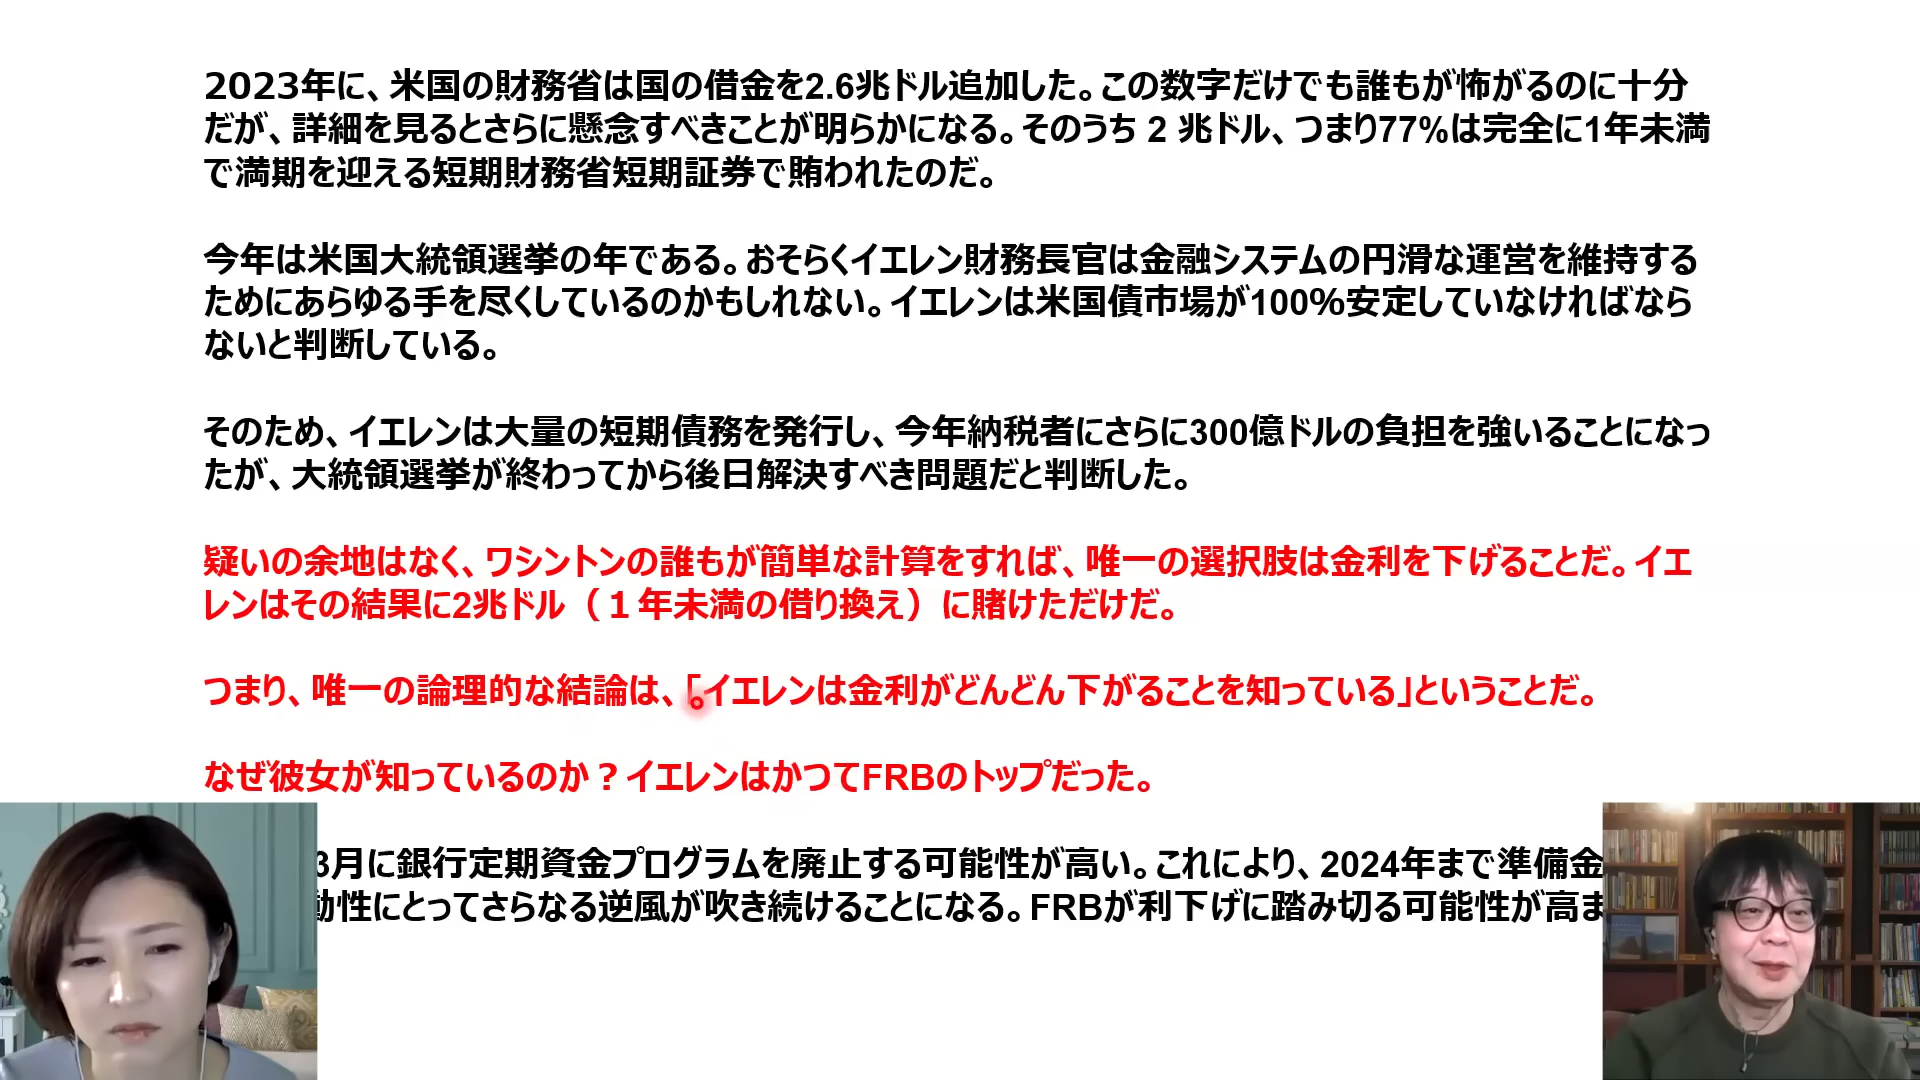 2023年に、米国の財務省は国の借金を2.6兆ドル追加した。この数字だけでも誰もが怖がるのに十分
だが、詳細を見るとさらに懸念すべきことが明らかになる。そのうち 2 兆ドル、つまり77%は完全に1年未満
で満期を迎える短期財務省短期証券で賄われたのだ。
今年は米国大統領選挙の年である。おそらくイエレン財務長官は金融システムの円滑な運営を維持する
ためにあらゆる手を尽くしているのかもしれない。イエレンは米国債市場が100%安定していなければなら
ないと判断している。
そのため、イエレンは大量の短期債務を発行し、今年納税者にさらに300億ドルの負担を強いることになっ
たが、大統領選挙が終わってから後日解決すべき問題だと判断した。
疑いの余地はなく、ワシントンの誰もが簡単な計算をすれば、唯一の選択肢は金利を下げることだ。イエ
レンはその結果に2兆ドル（１年未満の借り換え）に賭けただけだ。
つまり、唯一の論理的な結論は、「イエレンは金利がどんどん下がることを知っている」ということだ。
なぜ彼女が知っているのか？イエレンはかつてFRBのトップだった。
3月に銀行定期資金プログラムを廃止する可能性が高い。これにより、2024年まで準備金
動性にとってさらなる逆風が吹き続けることになる。FRBが利下げに踏み切る可能性が高ま